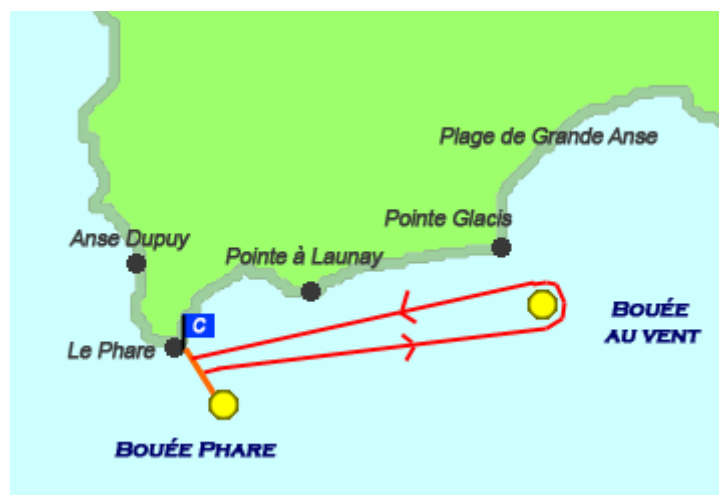 Plage de Grande Anse
Pointe Glacis
Anse Dupuy
Pointe à Launay
BOUÉE
AU VENT
C
Le Phare
BOUÉE PHARE